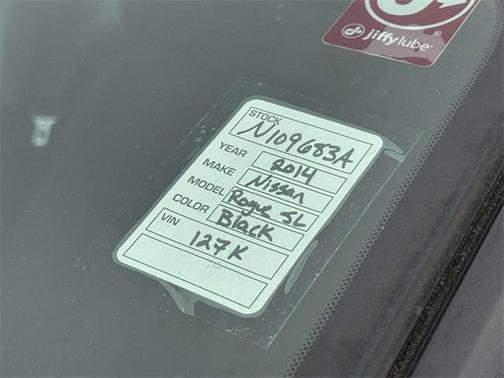 jiffy lube
STOCK
N109683A
YEAR 2014
MAKE Nissan
MODEL Rogue SL
COLOR Black
VIN
127K